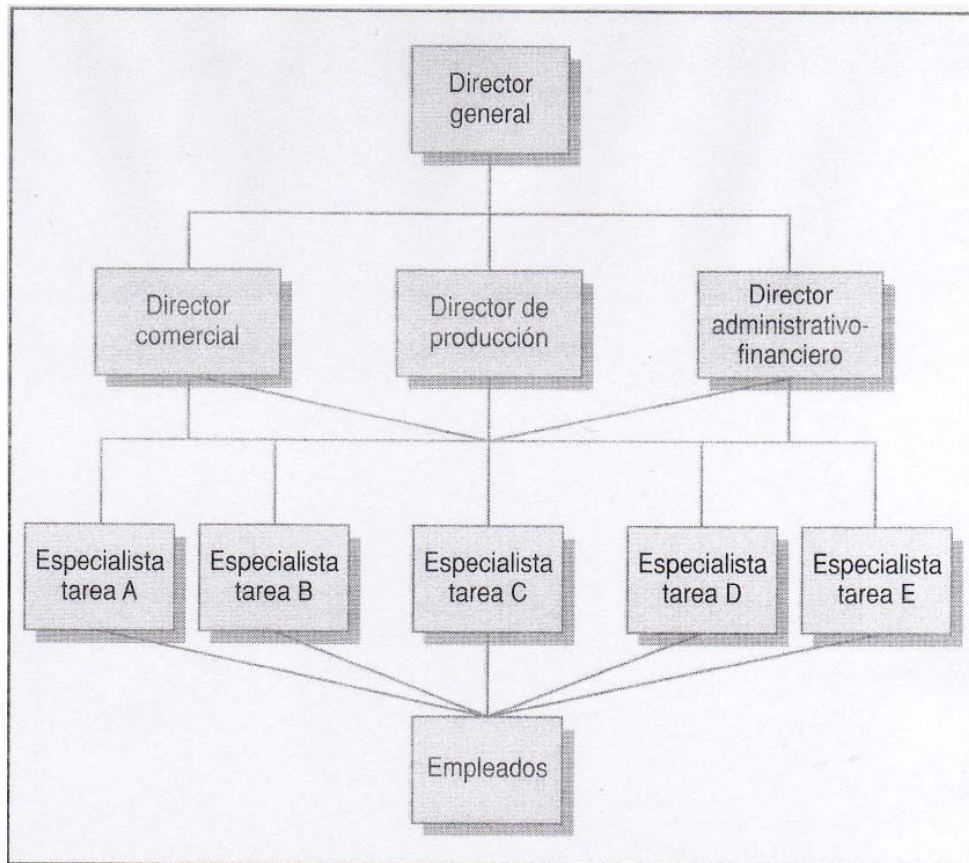 Director
general
Director
comercial
Director de
producción
Director
administrativo-
financiero
Especialista
tarea A
Especialista
tarea B
Especialista
tarea C
Especialista
tarea D
Especialista
tarea E
Empleados